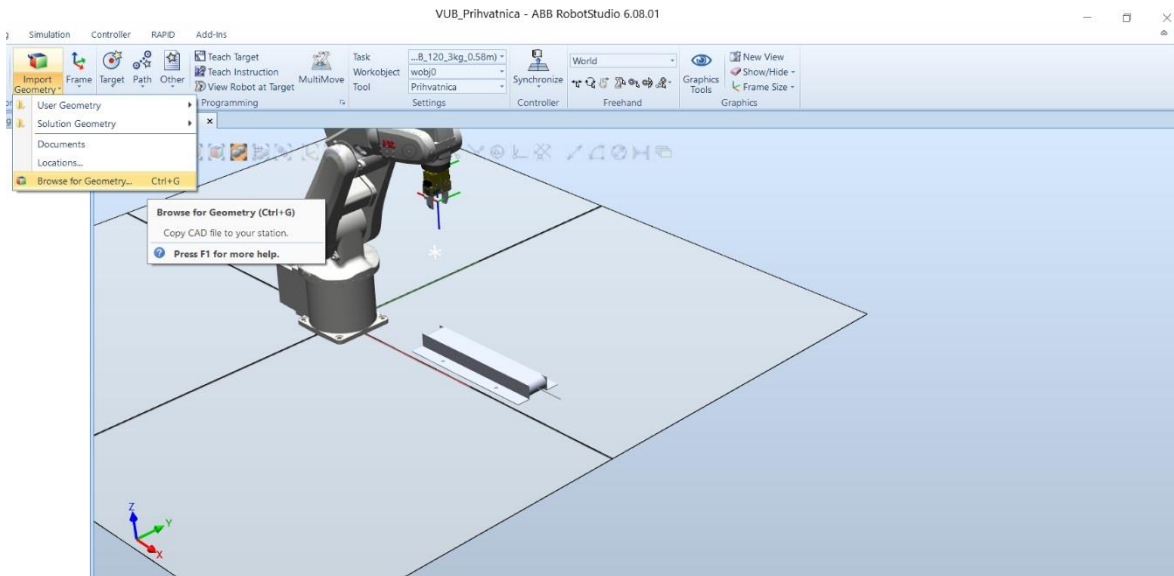 VUB_Prihvatnica - ABB RobotStudio 6.08.01
Simulation Controller RAPID Add-Ins
Import Geometry
Frame
Target
Path
Other
Teach Target
Teach Instruction
View Robot at Target
Programming
MultiMove
Task ...B_120_3kg_0.58m)
Workobject wobj0
Tool Prihvatnica
Settings
Synchronize
Controller
World
Freehand
Graphics Tools
New View
Show/Hide
Frame Size
Graphics
User Geometry
Solution Geometry
Documents
Locations...
Browse for Geometry... Ctrl+G
Browse for Geometry (Ctrl+G)
Copy CAD file to your station.
Press F1 for more help.
Z
Y
X